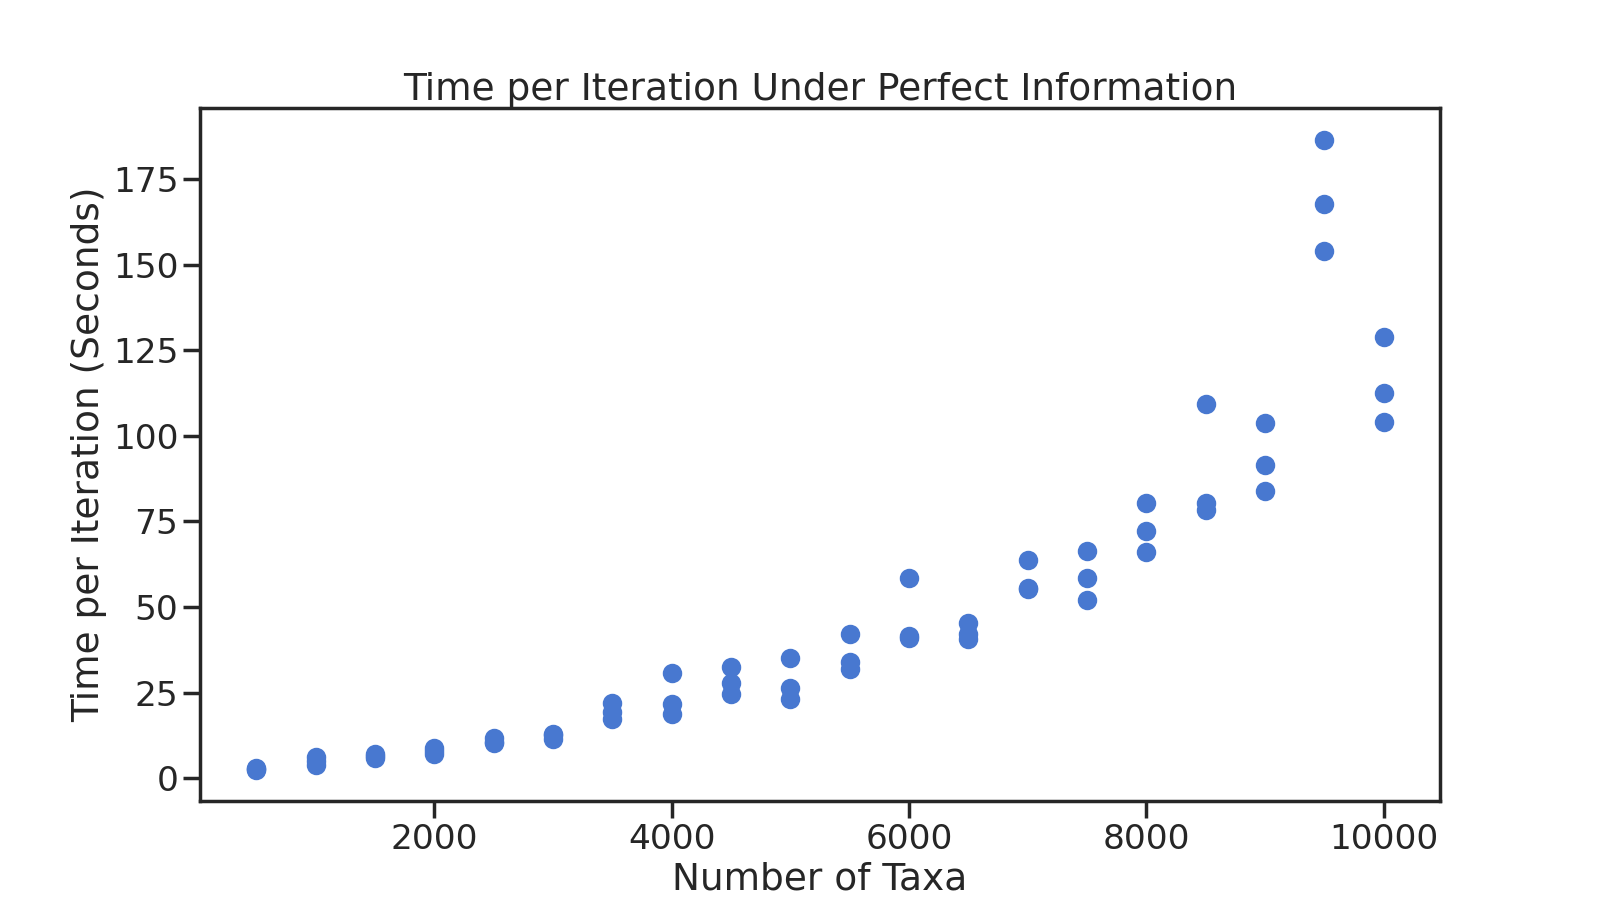 Time per Iteration Under Perfect Information
Time per Iteration (Seconds)
175
150
125
100
75
50
25
0
2000 4000 6000 8000 10000
Number of Taxa